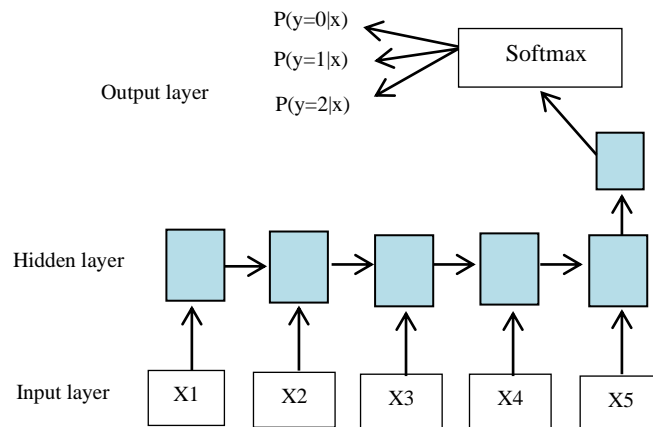 P(y=0|x)
Softmax
P(y=1|x)
Output layer
P(y=2|x)
Hidden layer
Input layer
X1
X2
X3
X4
X5